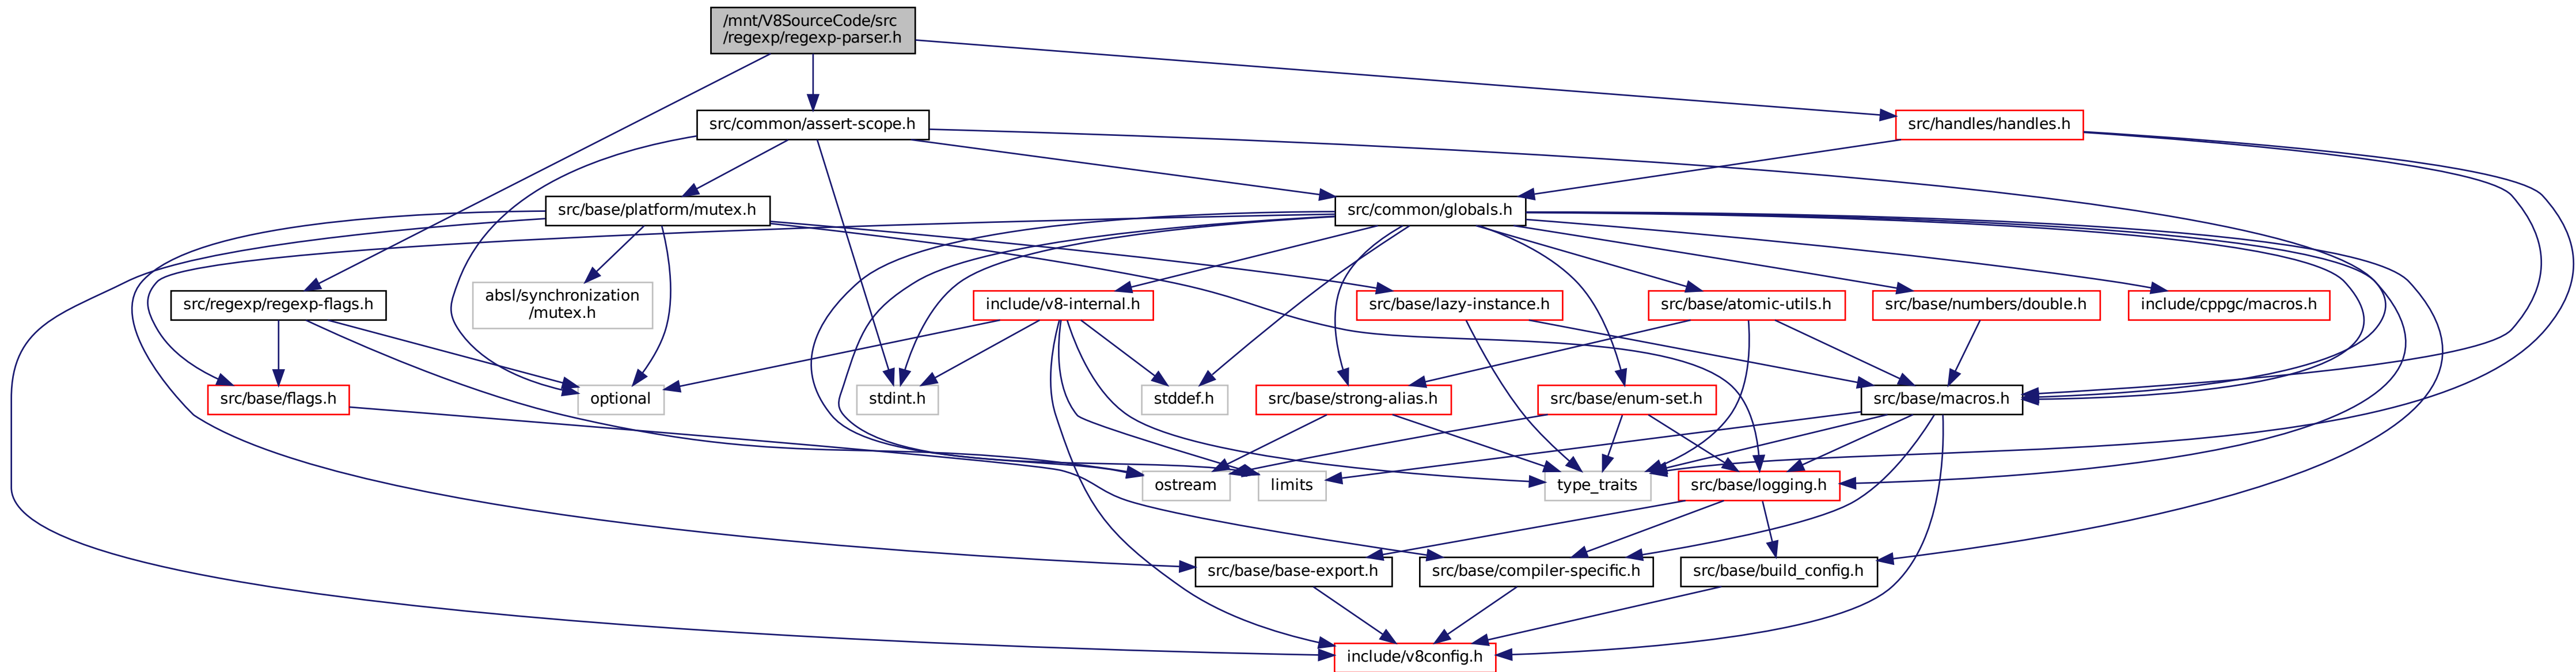 /mnt/V8SourceCode/src
/regexp/regexp-parser.h
src/common/assert-scope.h
src/handles/handles.h
src/base/platform/mutex.h
src/common/globals.h
src/regexp/regexp-flags.h
absl/synchronization
/mutex.h
include/v8-internal.h
src/base/lazy-instance.h
src/base/atomic-utils.h
src/base/numbers/double.h
include/cppgc/macros.h
src/base/flags.h
optional
stdint.h
stddef.h
src/base/strong-alias.h
src/base/enum-set.h
src/base/macros.h
ostream
limits
type_traits
src/base/logging.h
src/base/base-export.h
src/base/compiler-specific.h
src/base/build_config.h
include/v8config.h